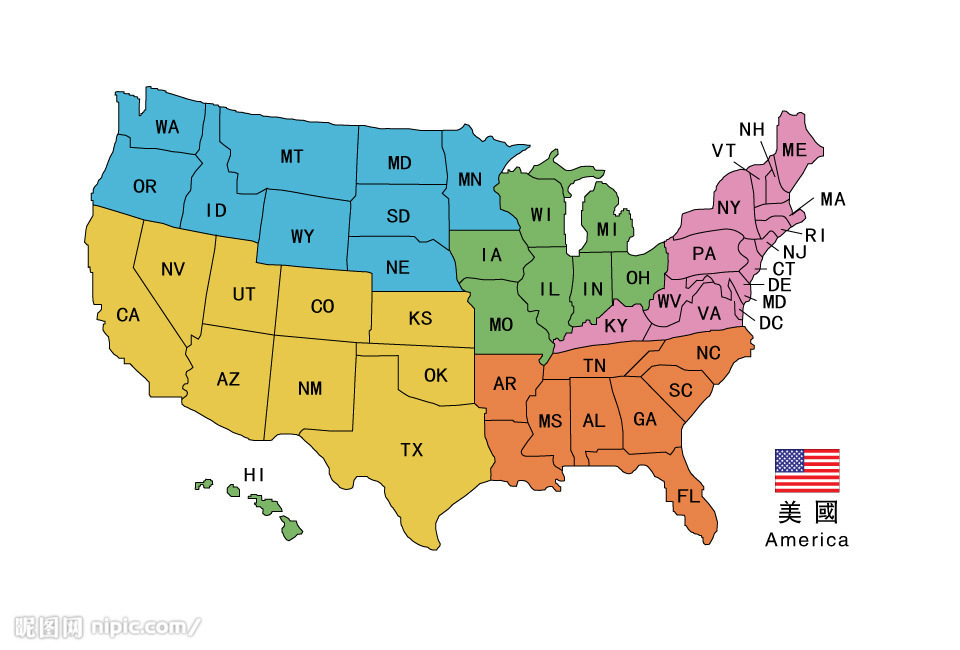 WA
MT
MD
MN
OR
ID
SD
WY
NE
WI
MI
IA
IL
IN
OH
MO
NH
VT
ME
NY
MA
RI
NJ
PA
CT
DE
MD
DC
WV
VA
KY
NV
UT
CO
KS
CA
AZ
NM
OK
TX
AR
TN
NC
SC
MS
AL
GA
FL
HI
美國
America
昵图网 nipic.com/